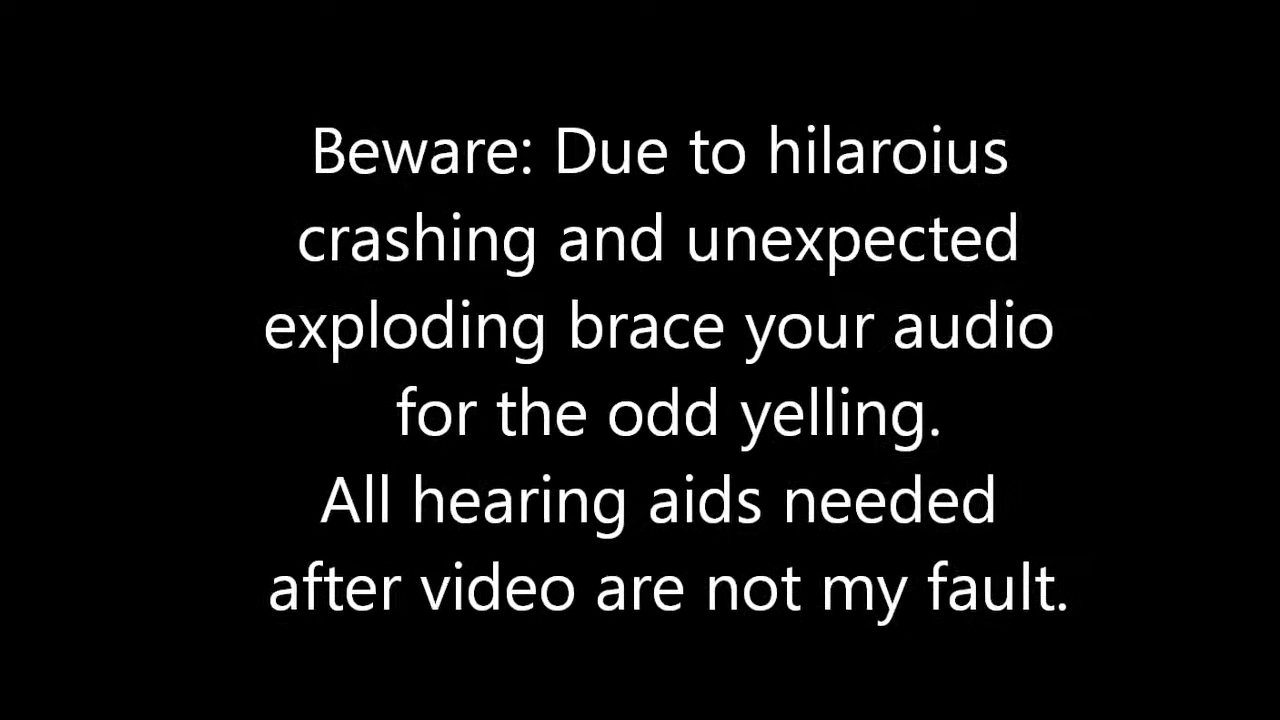 Beware: Due to hilaroius
crashing and unexpected
exploding brace your audio
for the odd yelling.
All hearing aids needed
after video are not my fault.